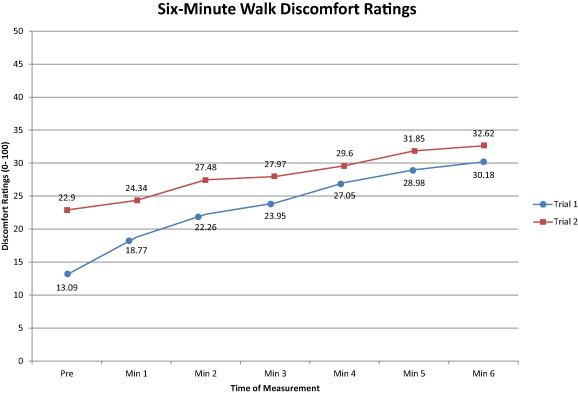 Six-Minute Walk Discomfort Ratings
50
45
40
35
30
25
20
15
10
5
0
Discomfort Ratings (0- 100)
22.9
24.34
27.48
27.97
29.6
31.85
32.62
13.09
18.77
22.26
23.95
27.05
28.98
30.18
Trial 1
Trial 2
Pre
Min 1
Min 2
Min 3
Min 4
Min 5
Min 6
Time of Measurement